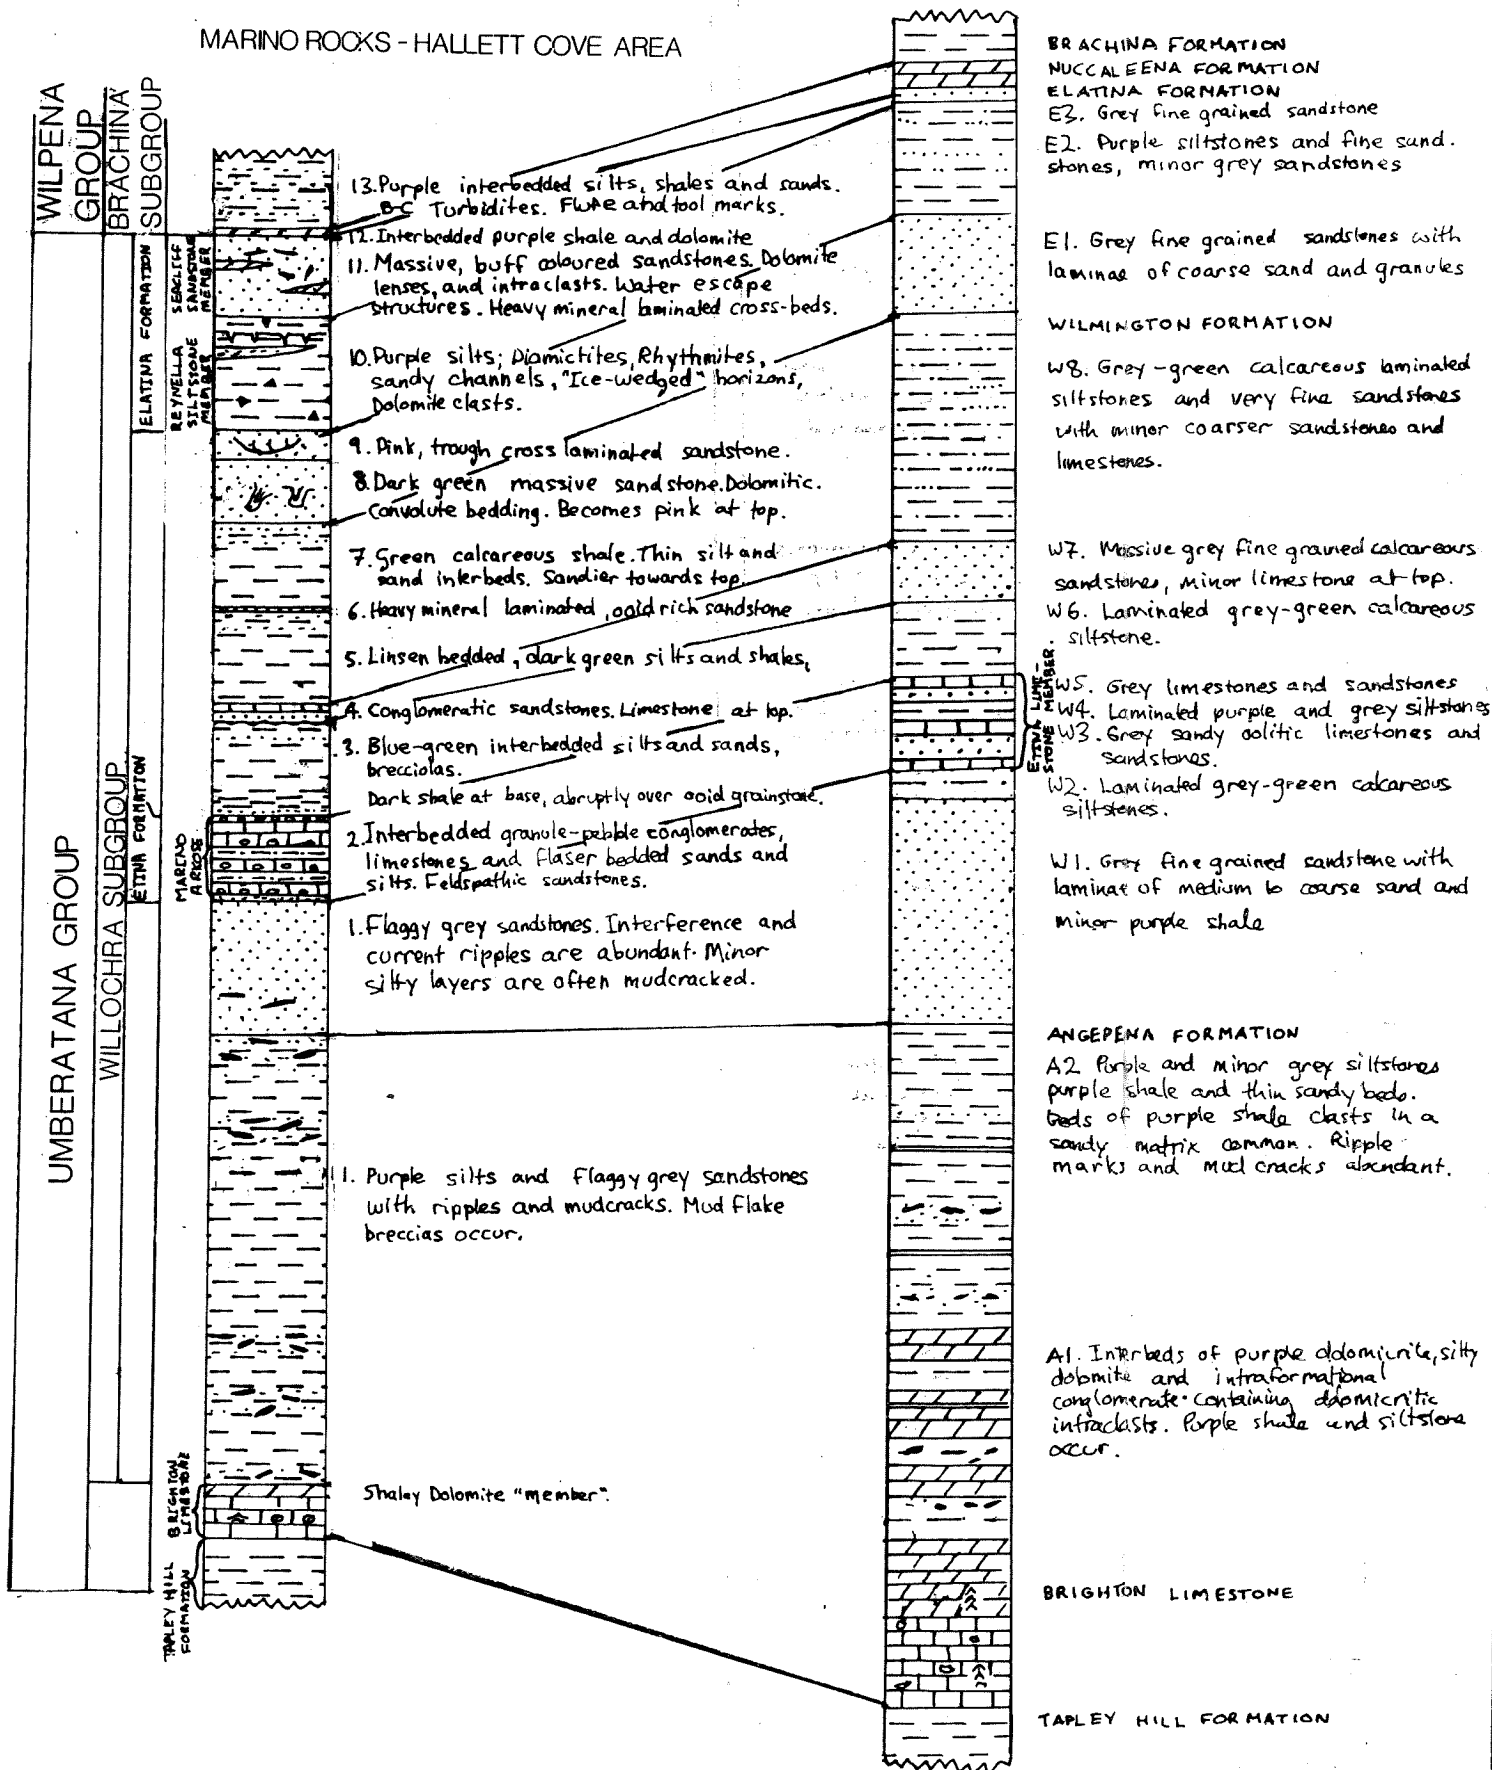 MARINO ROCKS - HALLETT COVE AREA
WILPENA
GROUP
BRACHINA
SUBGROUP
UMBERATANA GROUP
WILLOCHRA SUBGROUP
ELATINA FORMATION
SEACLIFF
SANDSTONE
MEMBER
REYNELLA
SILTSTONE
MEMBER
ETINA FORMATION
MARINO
ARKOSE
BRIGHTON
LIMESTONE
TAPLEY HILL
FORMATION
13. Purple interbedded silts, shales and sands.
B-C Turbidites. Flute and tool marks.
12. Interbedded purple shale and dolomite
11. Massive, buff coloured sandstones. Dolomite
lenses, and intraclasts. Water escape
structures. Heavy mineral laminated cross-beds.
10. Purple silts; Diamictites, Rhythmites,
sandy channels, "Ice-wedged" horizons,
Dolomite clasts.
9. Pink, trough cross laminated sandstone.
8. Dark green massive sandstone. Dolomitic.
Convolute bedding. Becomes pink at top.
7. Green calcareous shale. Thin silt and
sand interbeds. Sandier towards top.
6. Heavy mineral laminated, ooid rich sandstone
5. Linsen bedded, dark green silts and shales,
4. Conglomeratic sandstones. Limestone at top.
3. Blue-green interbedded silts and sands,
brecciolas.
Dark shale at base, abruptly over ooid grainstone.
2. Interbedded granule-pebble conglomerates,
limestones and flaser bedded sands and
silts. Feldspathic sandstones.
1. Flaggy grey sandstones. Interference and
current ripples are abundant. Minor
silty layers are often mudcracked.
1. Purple silts and Flaggy grey sandstones
with ripples and mudcracks. Mud flake
breccias occur.
Shaley Dolomite "member".
BRACHINA FORMATION
NUCCALEENA FORMATION
ELATINA FORMATION
E3. Grey fine grained sandstone
E2. Purple siltstones and fine sand.
stones, minor grey sandstones
E1. Grey fine grained sandstones with
laminae of coarse sand and granules
WILMINGTON FORMATION
W8. Grey-green calcareous laminated
siltstones and very fine sandstones
with minor coarser sandstones and
limestones.
W7. Massive grey fine grained calcareous
sandstones, minor limestone at top.
W6. Laminated grey-green calcareous
siltstone.
ETINA LIME-
STONE MEMBER
W5. Grey limestones and sandstones
W4. Laminated purple and grey siltstones
W3. Grey sandy oolitic limestones and
sandstones.
W2. Laminated grey-green calcareous
siltstones.
W1. Grey fine grained sandstone with
laminae of medium to coarse sand and
minor purple shale
ANGEPENA FORMATION
A2 Purple and minor grey siltstones
purple shale and thin sandy beds.
Beds of purple shale clasts in a
sandy matrix common. Ripple
marks and mud cracks abundant.
A1. Interbeds of purple dolomicrite, silty
dolomite and intraformational
conglomerate containing dolomicritic
intraclasts. Purple shale and siltstone
occur.
BRIGHTON LIMESTONE
TAPLEY HILL FORMATION